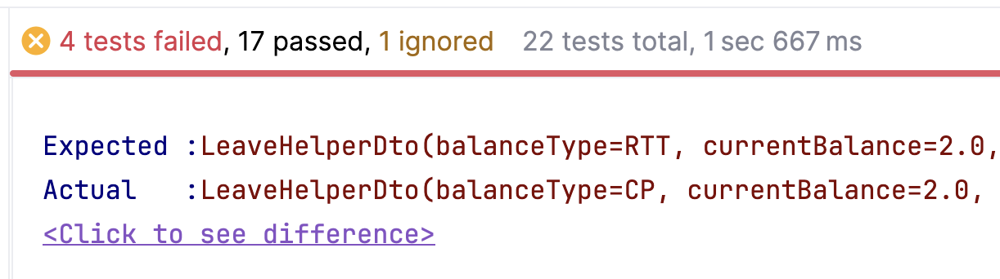 4 tests failed, 17 passed, 1 ignored 22 tests total, 1 sec 667 ms
Expected :LeaveHelperDto(balanceType=RTT, currentBalance=2.0,
Actual   :LeaveHelperDto(balanceType=CP, currentBalance=2.0,
<Click to see difference>